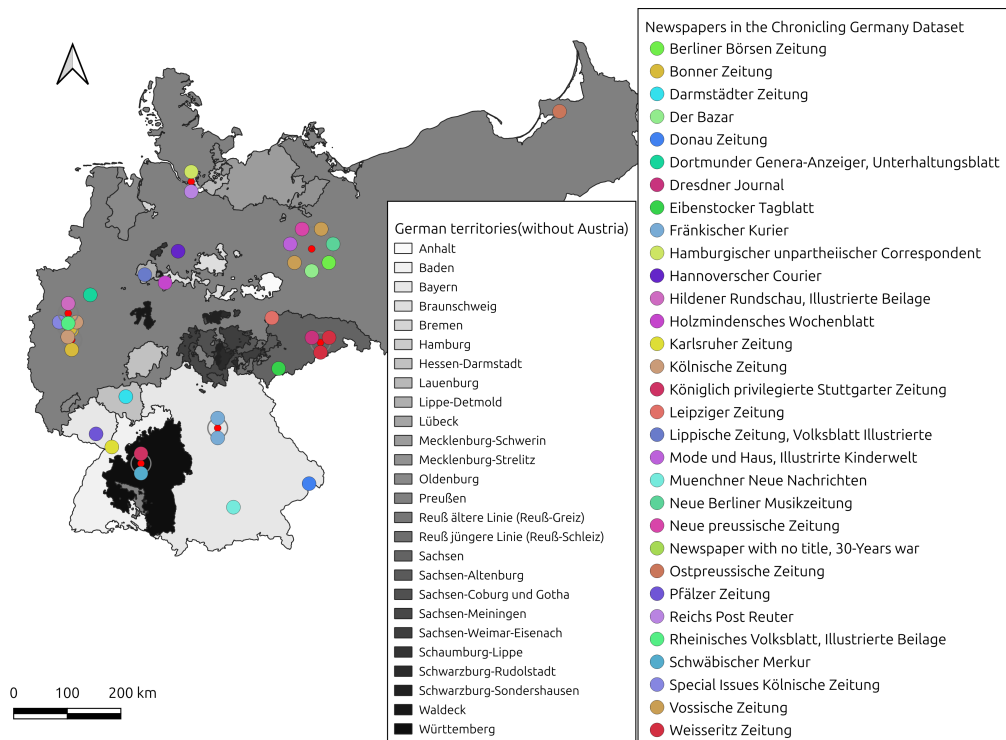 Newspapers in the Chronicling Germany Dataset
Berliner Börsen Zeitung
Bonner Zeitung
Darmstädter Zeitung
Der Bazar
Donau Zeitung
Dortmunder Genera-Anzeiger, Unterhaltungsblatt
Dresdner Journal
Eibenstocker Tagblatt
Fränkischer Kurier
Hamburgischer unpartheiischer Correspondent
Hannoverscher Courier
Hildener Rundschau, Illustrierte Beilage
Holzmindensches Wochenblatt
Karlsruher Zeitung
Kölnische Zeitung
Königlich privilegierte Stuttgarter Zeitung
Leipziger Zeitung
Lippische Zeitung, Volksblatt Illustrierte
Mode und Haus, Illustrirte Kinderwelt
Muenchner Neue Nachrichten
Neue Berliner Musikzeitung
Neue preussische Zeitung
Newspaper with no title, 30-Years war
Ostpreussische Zeitung
Pfälzer Zeitung
Reichs Post Reuter
Rheinisches Volksblatt, Illustrierte Beilage
Schwäbischer Merkur
Special Issues Kölnische Zeitung
Vossische Zeitung
Weisseritz Zeitung
German territories(without Austria)
Anhalt
Baden
Bayern
Braunschweig
Bremen
Hamburg
Hessen-Darmstadt
Lauenburg
Lippe-Detmold
Lübeck
Mecklenburg-Schwerin
Mecklenburg-Strelitz
Oldenburg
Preußen
Reuß ältere Linie (Reuß-Greiz)
Reuß jüngere Linie (Reuß-Schleiz)
Sachsen
Sachsen-Altenburg
Sachsen-Coburg und Gotha
Sachsen-Meiningen
Sachsen-Weimar-Eisenach
Schaumburg-Lippe
Schwarzburg-Rudolstadt
Schwarzburg-Sondershausen
Waldeck
Württemberg
0 100 200 km